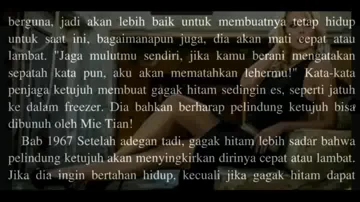 berguna, jadi akan lebih baik untuk membuatnya tetap hidup
untuk saat ini, bagaimanapun juga, dia akan mati cepat atau
lambat. "Jaga mulutmu sendiri, jika kamu berani mengatakan
sepatah kata pun, aku akan mematahkan lehermu!" Kata-kata
penjaga ketujuh membuat gagak hitam sedingin es, seperti jatuh
ke dalam freezer. Dia bahkan berharap pelindung ketujuh bisa
dibunuh oleh Mie Tian!
Bab 1967 Setelah adegan tadi, gagak hitam lebih sadar bahwa
pelindung ketujuh akan menyingkirkan dirinya cepat atau lambat.
Jika dia ingin bertahan hidup, kecuali jika gagak hitam dapat